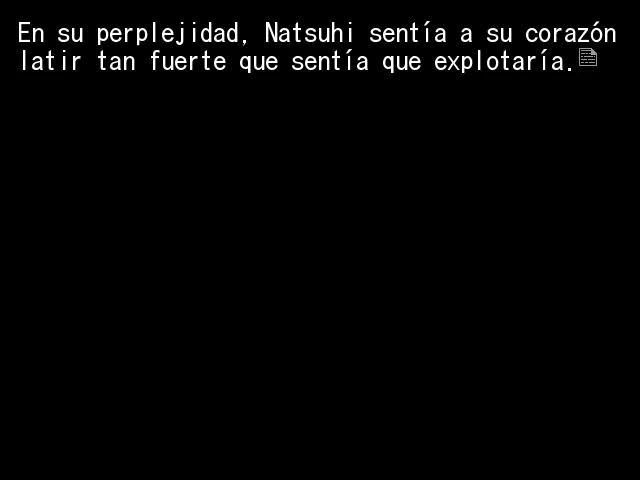 En su perplejidad, Natsuhi sentía a su corazón
latir tan fuerte que sentía que explotaría.